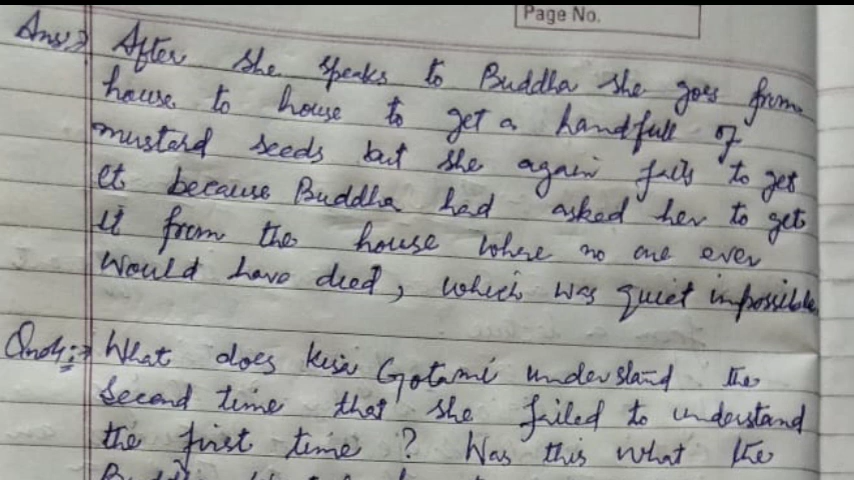 Page No.
Ans:→ After she speaks to Buddha she goes from
house to house to get a handfull of
mustard seeds but she again fails to get
it because Buddha had asked her to get
it from the house where no one ever
would have died, which was quiet impossible
Qno4:→ What does Kisa Gotami understand the
second time that she failed to understand
the first time ? Was this what the